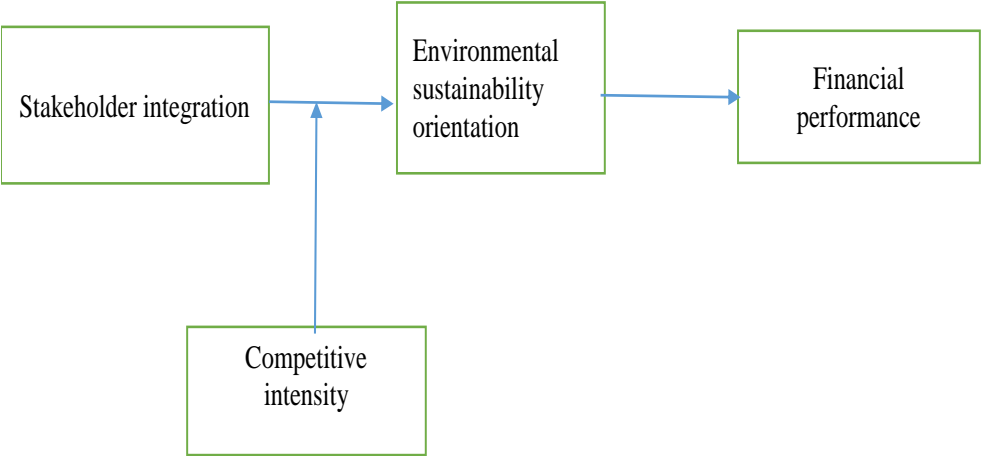 Stakeholder integration
Environmental
sustainability
orientation
Financial
performance
Competitive
intensity